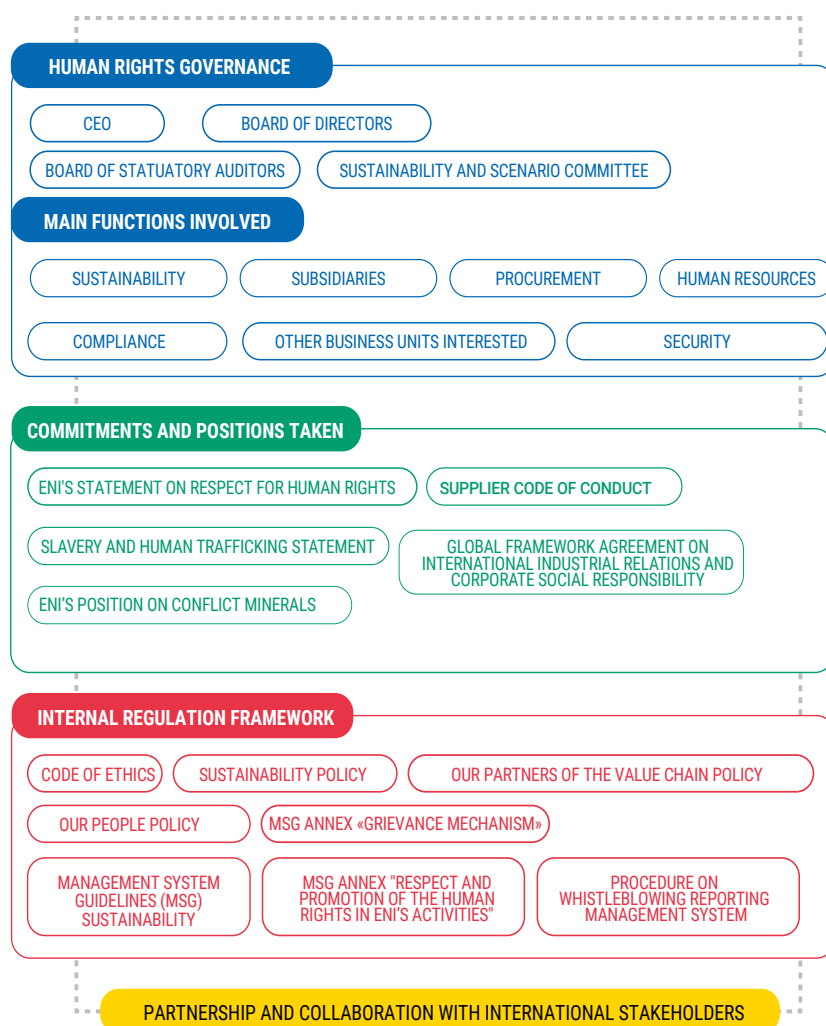 HUMAN RIGHTS GOVERNANCE
CEO
BOARD OF DIRECTORS
BOARD OF STATUATORY AUDITORS
SUSTAINABILITY AND SCENARIO COMMITTEE
MAIN FUNCTIONS INVOLVED
SUSTAINABILITY
SUBSIDIARIES
PROCUREMENT
HUMAN RESOURCES
COMPLIANCE
OTHER BUSINESS UNITS INTERESTED
SECURITY
COMMITMENTS AND POSITIONS TAKEN
ENI'S STATEMENT ON RESPECT FOR HUMAN RIGHTS
SUPPLIER CODE OF CONDUCT
SLAVERY AND HUMAN TRAFFICKING STATEMENT
GLOBAL FRAMEWORK AGREEMENT ON
INTERNATIONAL INDUSTRIAL RELATIONS AND
CORPORATE SOCIAL RESPONSIBILITY
ENI'S POSITION ON CONFLICT MINERALS
INTERNAL REGULATION FRAMEWORK
CODE OF ETHICS
SUSTAINABILITY POLICY
OUR PARTNERS OF THE VALUE CHAIN POLICY
OUR PEOPLE POLICY
MSG ANNEX «GRIEVANCE MECHANISM»
MANAGEMENT SYSTEM
GUIDELINES (MSG)
SUSTAINABILITY
MSG ANNEX "RESPECT AND
PROMOTION OF THE HUMAN
RIGHTS IN ENI'S ACTIVITIES"
PROCEDURE ON
WHISTLEBLOWING REPORTING
MANAGEMENT SYSTEM
PARTNERSHIP AND COLLABORATION WITH INTERNATIONAL STAKEHOLDERS